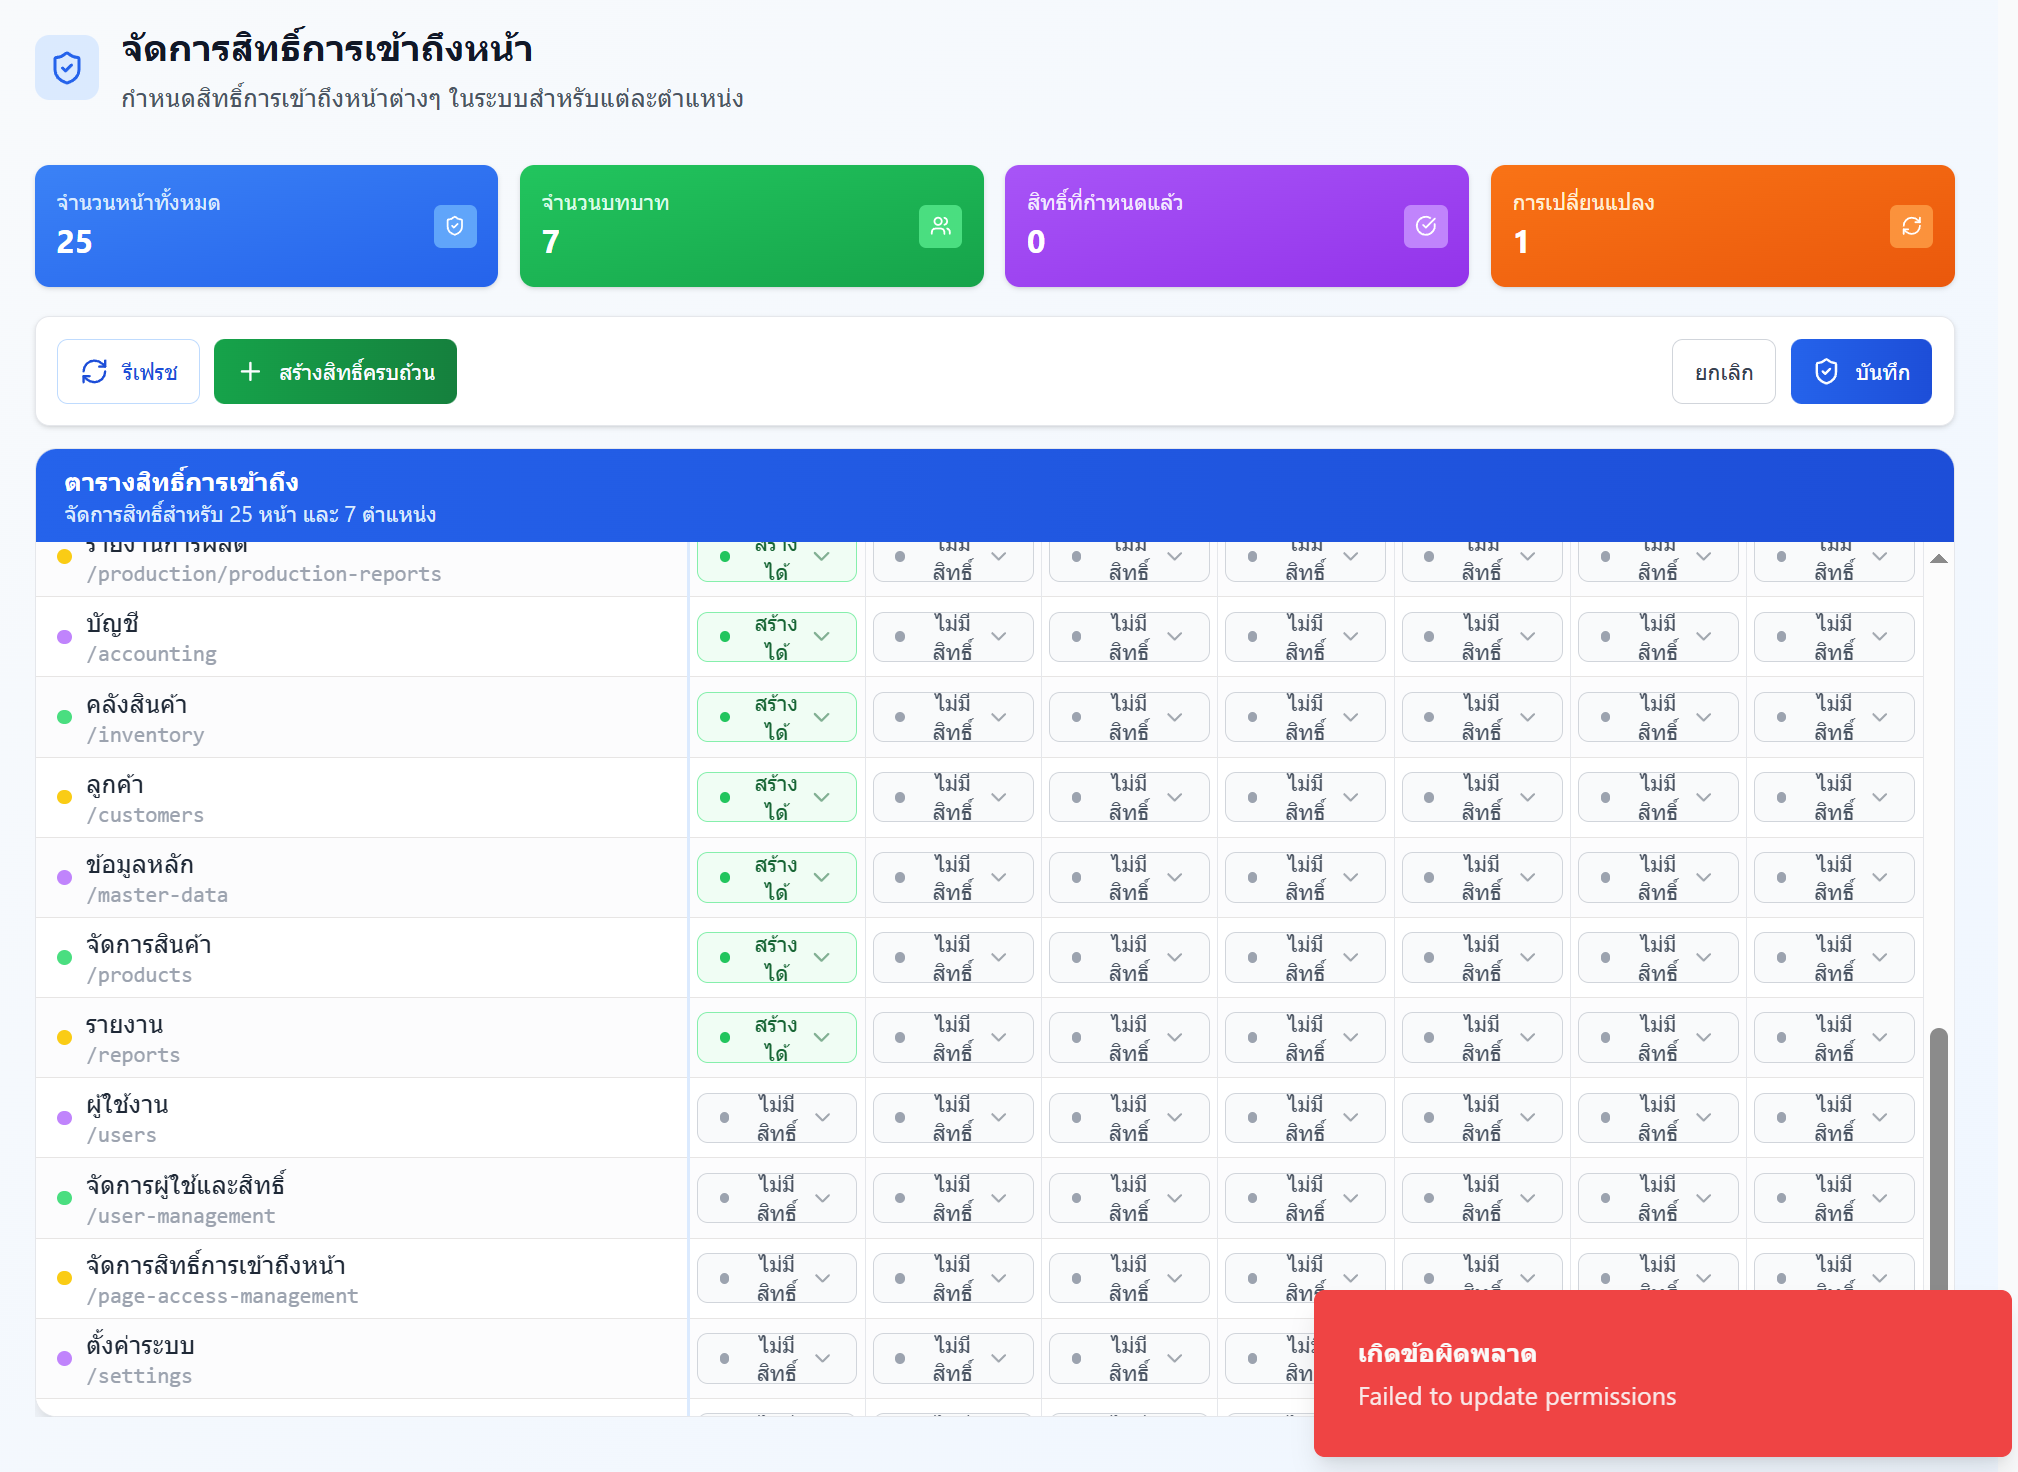 จัดการสิทธิ์การเข้าถึงหน้า
กำหนดสิทธิ์การเข้าถึงหน้าต่างๆ ในระบบสำหรับแต่ละตำแหน่ง
จำนวนหน้าทั้งหมด
25
จำนวนบทบาท
7
สิทธิ์ที่กำหนดแล้ว
0
การเปลี่ยนแปลง
1
รีเฟรช
สร้างสิทธิ์ครบถ้วน
ยกเลิก
บันทึก
ตารางสิทธิ์การเข้าถึง
จัดการสิทธิ์สำหรับ 25 หน้า และ 7 ตำแหน่ง
รายงานการผลิต สร้าง ไม่มี ไม่มี ไม่มี ไม่มี ไม่มี ไม่มี
/production/production-reports ได้ สิทธิ์ สิทธิ์ สิทธิ์ สิทธิ์ สิทธิ์ สิทธิ์
บัญชี สร้าง ไม่มี ไม่มี ไม่มี ไม่มี ไม่มี ไม่มี
/accounting ได้ สิทธิ์ สิทธิ์ สิทธิ์ สิทธิ์ สิทธิ์ สิทธิ์
คลังสินค้า สร้าง ไม่มี ไม่มี ไม่มี ไม่มี ไม่มี ไม่มี
/inventory ได้ สิทธิ์ สิทธิ์ สิทธิ์ สิทธิ์ สิทธิ์ สิทธิ์
ลูกค้า สร้าง ไม่มี ไม่มี ไม่มี ไม่มี ไม่มี ไม่มี
/customers ได้ สิทธิ์ สิทธิ์ สิทธิ์ สิทธิ์ สิทธิ์ สิทธิ์
ข้อมูลหลัก สร้าง ไม่มี ไม่มี ไม่มี ไม่มี ไม่มี ไม่มี
/master-data ได้ สิทธิ์ สิทธิ์ สิทธิ์ สิทธิ์ สิทธิ์ สิทธิ์
จัดการสินค้า สร้าง ไม่มี ไม่มี ไม่มี ไม่มี ไม่มี ไม่มี
/products ได้ สิทธิ์ สิทธิ์ สิทธิ์ สิทธิ์ สิทธิ์ สิทธิ์
รายงาน สร้าง ไม่มี ไม่มี ไม่มี ไม่มี ไม่มี ไม่มี
/reports ได้ สิทธิ์ สิทธิ์ สิทธิ์ สิทธิ์ สิทธิ์ สิทธิ์
ผู้ใช้งาน ไม่มี ไม่มี ไม่มี ไม่มี ไม่มี ไม่มี ไม่มี
/users สิทธิ์ สิทธิ์ สิทธิ์ สิทธิ์ สิทธิ์ สิทธิ์ สิทธิ์
จัดการผู้ใช้และสิทธิ์ ไม่มี ไม่มี ไม่มี ไม่มี ไม่มี ไม่มี ไม่มี
/user-management สิทธิ์ สิทธิ์ สิทธิ์ สิทธิ์ สิทธิ์ สิทธิ์ สิทธิ์
จัดการสิทธิ์การเข้าถึงหน้า ไม่มี ไม่มี ไม่มี ไม่มี ไม่มี ไม่มี ไม่มี
/page-access-management สิทธิ์ สิทธิ์ สิทธิ์ สิทธิ์
ตั้งค่าระบบ ไม่มี ไม่มี ไม่มี
/settings สิทธิ์ สิทธิ์ สิทธิ์
เกิดข้อผิดพลาด
Failed to update permissions